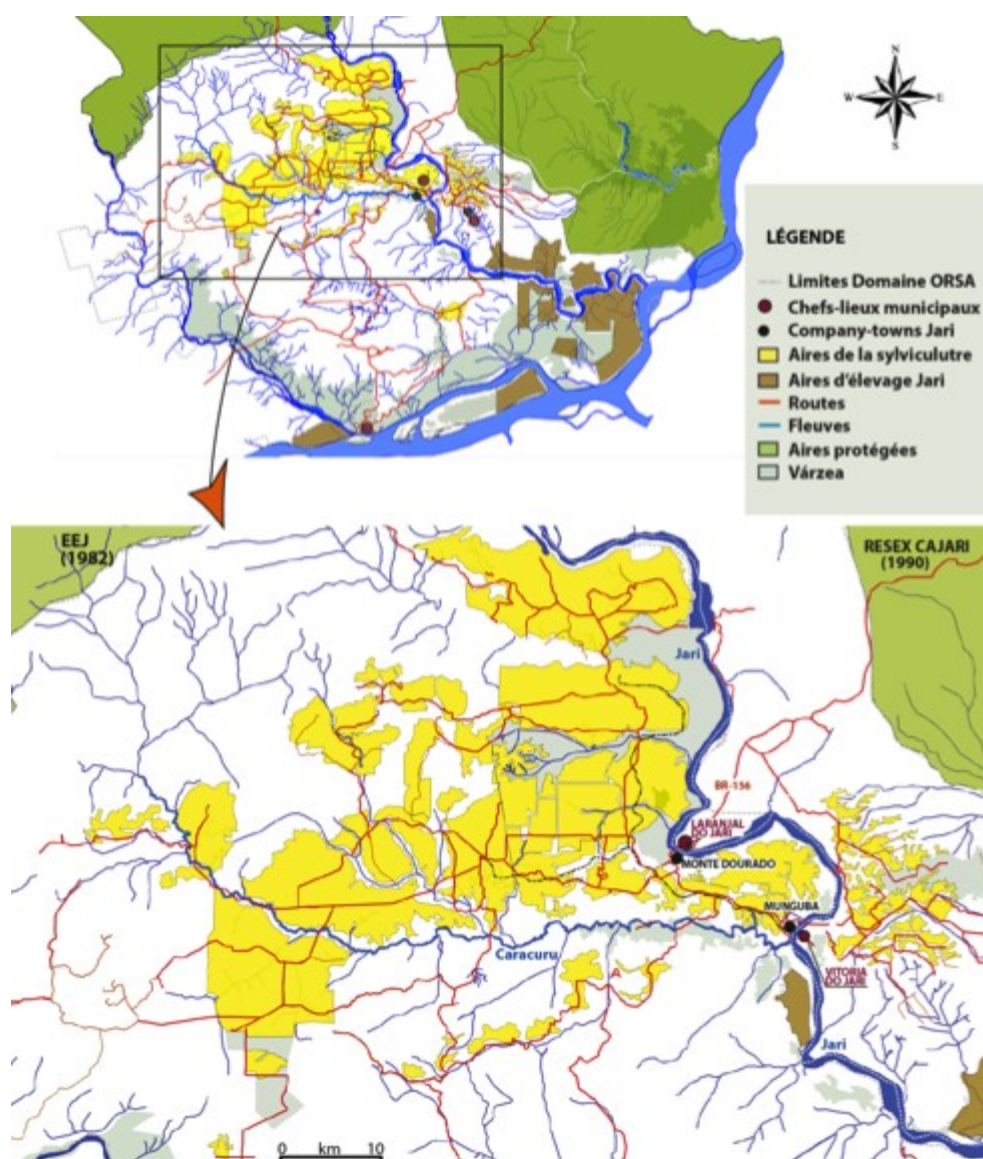 N
W
E
S
LÉGENDE
Limites Domaine ORSA
Chefs-lieux municipaux
Company-towns Jari
Aires de la sylviculutre
Aires d'élevage Jari
Routes
Fleuves
Aires protégées
Várzea
EEJ
(1982)
RESEX CAJARI
(1990)
Jari
BR-156
LARANJAL
DO JARI
MONTE DOURADO
MUNGUBA
Caracuru
A
VITORIA
DO JARI
Jari
0 km 10